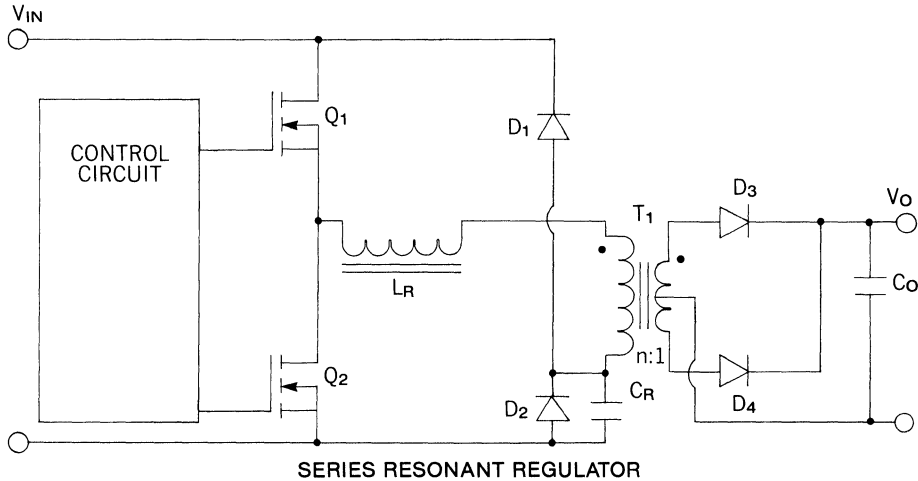 VIN
CONTROL
CIRCUIT
Q1
D1
LR
T1
D3
VO
CO
n:1
Q2
D2
CR
D4
SERIES RESONANT REGULATOR